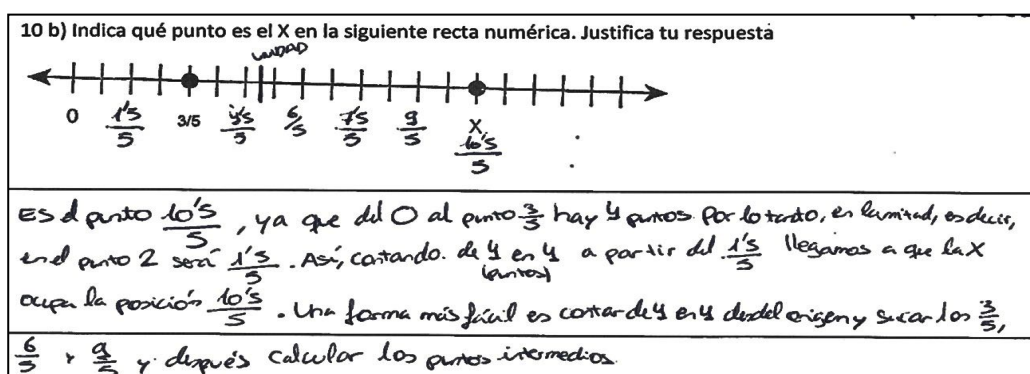 10 b) Indica qué punto es el X en la siguiente recta numérica. Justifica tu respuesta
UNIDAD
0 1'5/5 3/5 4'5/5 6/5 7'5/5 9/5 X 10'5/5
Es el punto 10'5/5, ya que del 0 al punto 3/5 hay 4 puntos. Por lo tanto, en la mitad, es decir,
en el punto 2 será 1'5/5. Así, contando de 4 en 4 (puntos) a partir del 1'5/5 llegamos a que la X
ocupa la posición 10'5/5. Una forma más fácil es contar de 4 en 4 desde el origen y sacar los 3/5,
6/5 y 9/5 y después calcular los puntos intermedios.